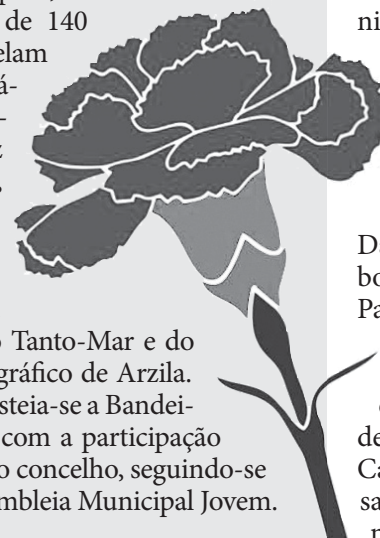 de 140
elam
á-
-
z
Tanto-Mar e do
gráfico de Arzila.
steia-se a Bandei-
com a participação
o concelho, seguindo-se
mbleia Municipal Jovem.
ni
D
bo
Pa
de
Ca
sa